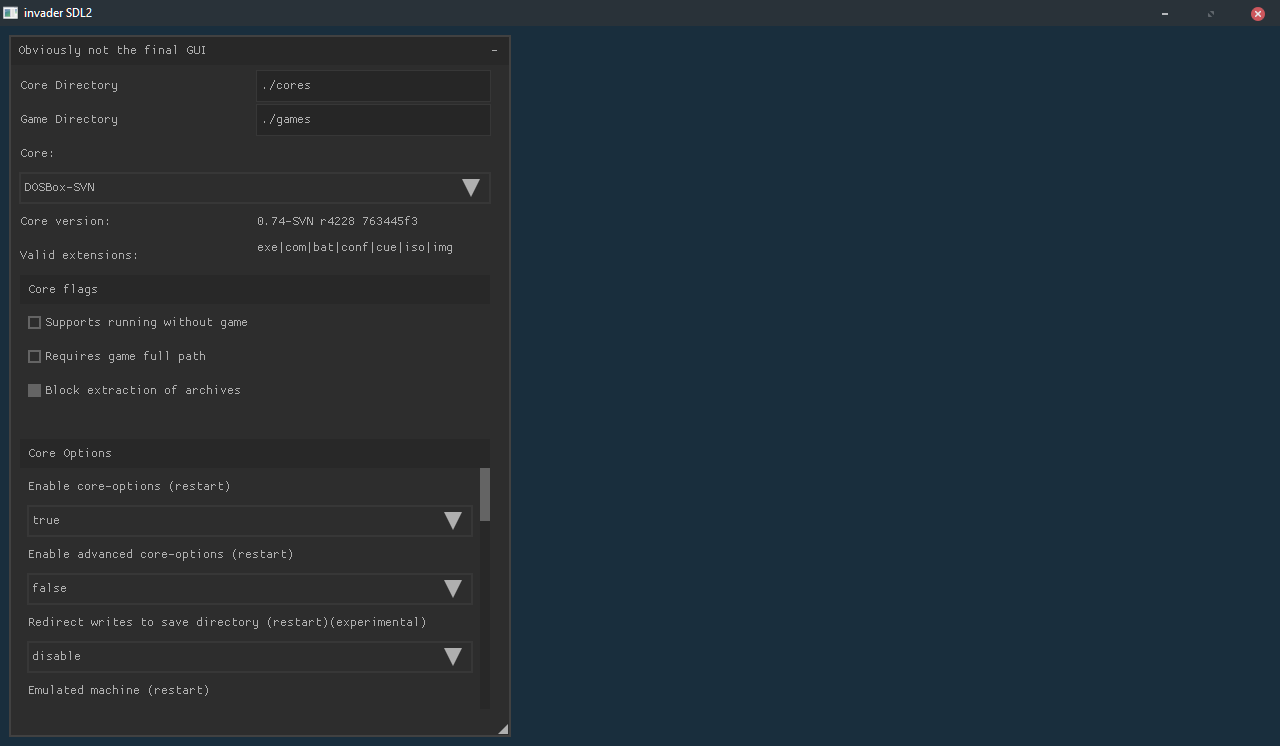 invader SDL2
Obviously not the final GUI
Core Directory ./cores
Game Directory ./games
Core:
DOSBox-SVN
Core version: 0.74-SVN r4228 763445f3
Valid extensions: exe|com|bat|conf|cue|iso|img
Core flags
Supports running without game
Requires game full path
Block extraction of archives
Core Options
Enable core-options (restart)
true
Enable advanced core-options (restart)
false
Redirect writes to save directory (restart)(experimental)
disable
Emulated machine (restart)